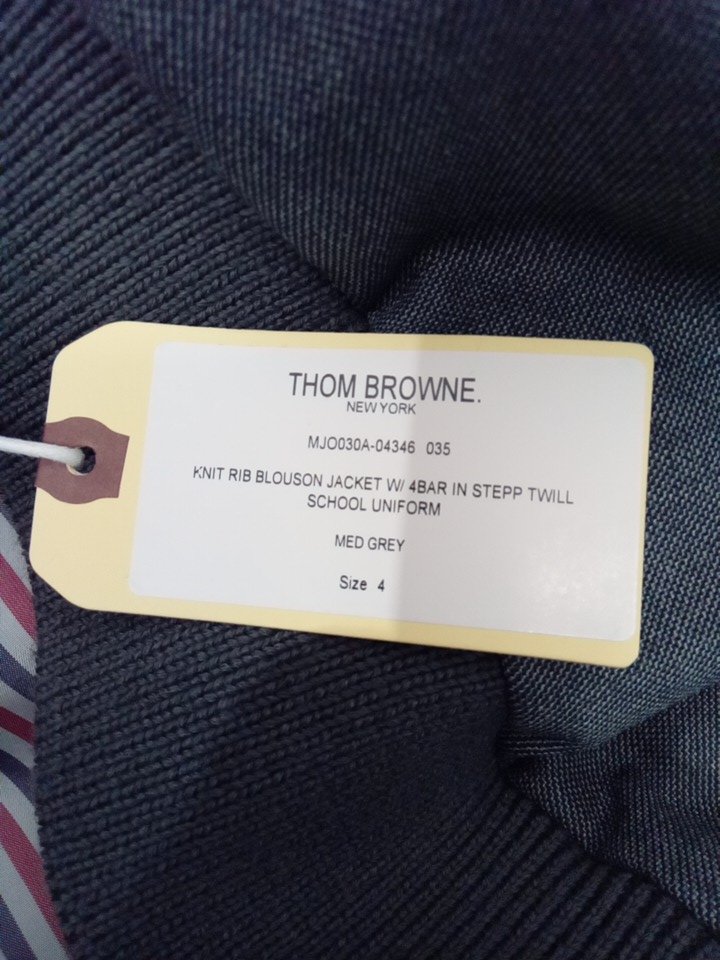 THOM BROWNE.
NEW YORK
MJO030A-04346 035
KNIT RIB BLOUSON JACKET W/ 4BAR IN STEPP TWILL
SCHOOL UNIFORM
MED GREY
Size 4